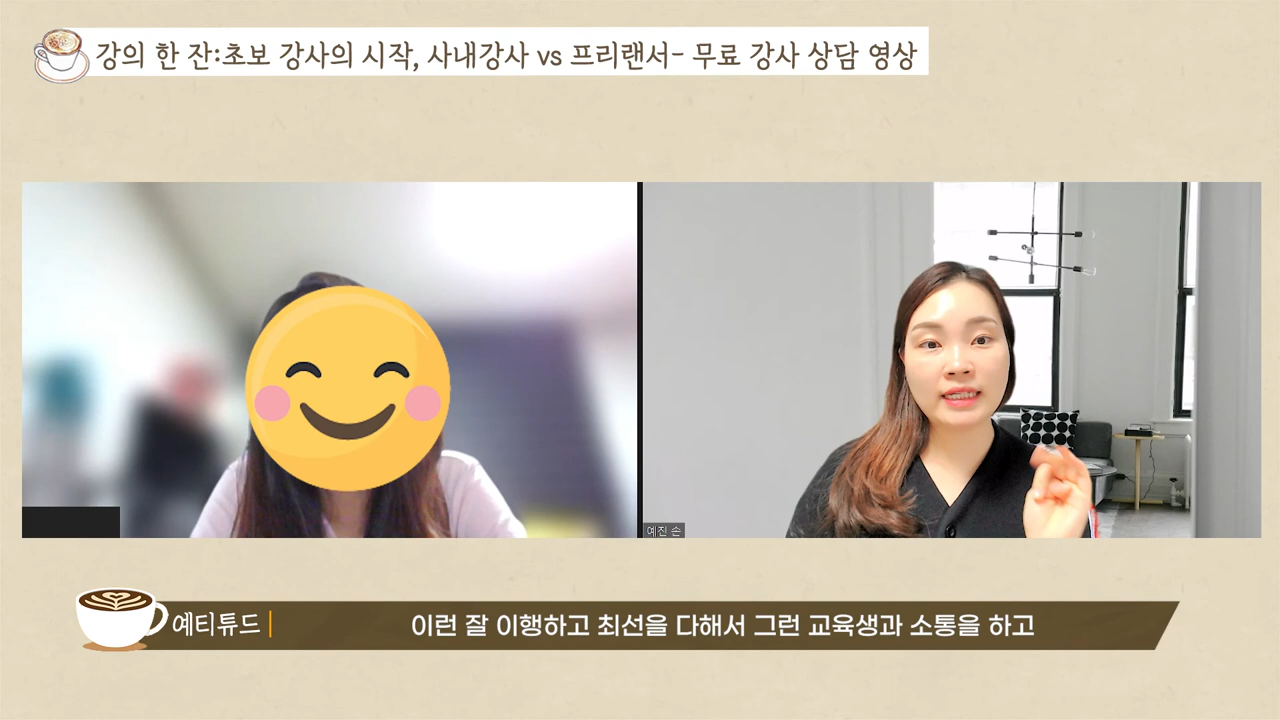 강의 한 잔:초보 강사의 시작, 사내강사 vs 프리랜서- 무료 강사 상담 영상
예진 손
예티튜드
이런 잘 이행하고 최선을 다해서 그런 교육생과 소통을 하고